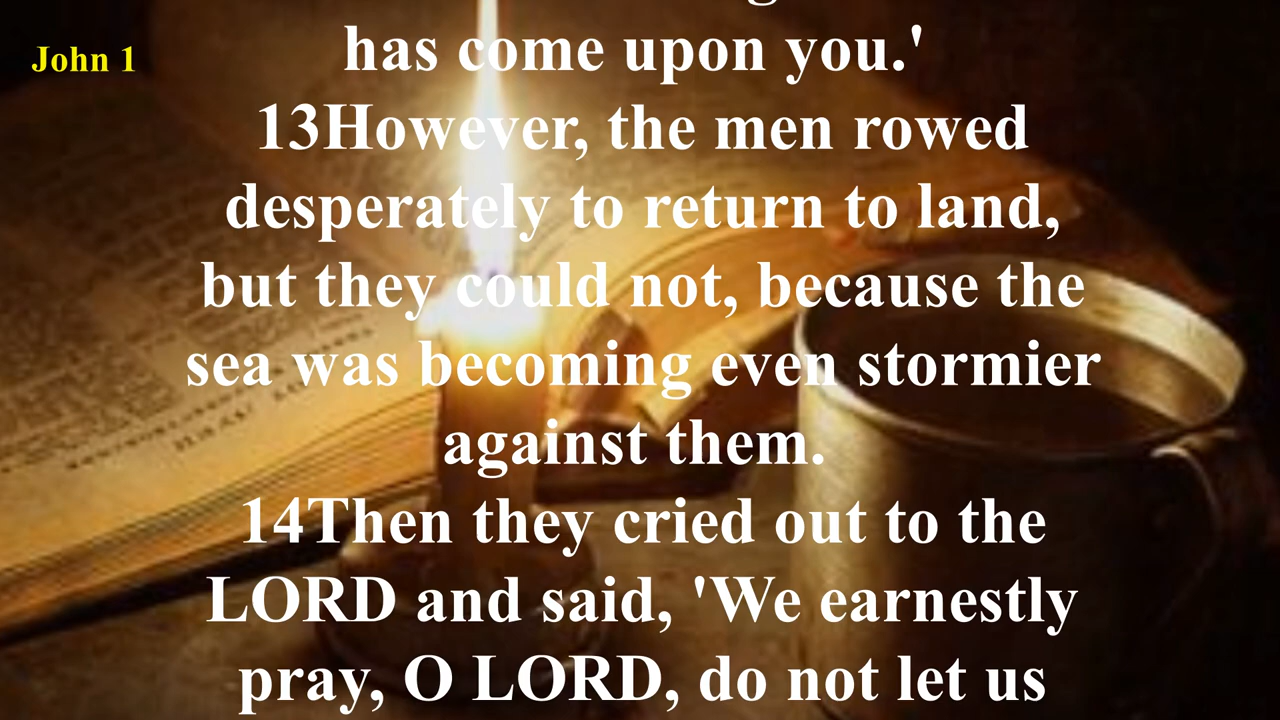 John 1
has come upon you.'
13However, the men rowed
desperately to return to land,
but they could not, because the
sea was becoming even stormier
against them.
14Then they cried out to the
LORD and said, 'We earnestly
pray, O LORD, do not let us